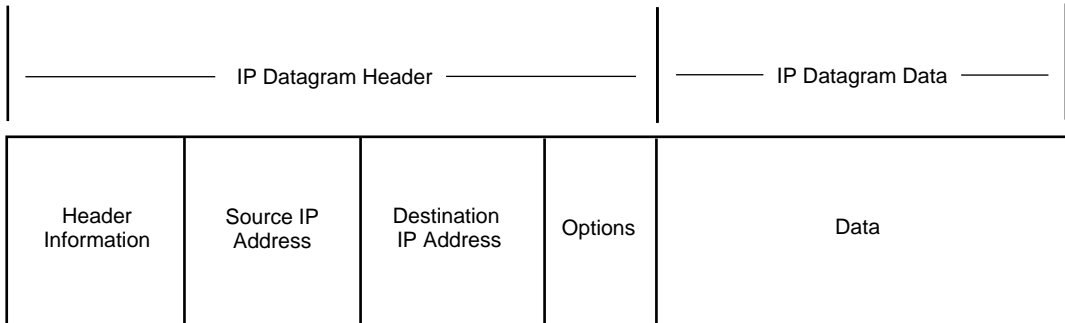 IP Datagram Header
IP Datagram Data
Header
Information
Source IP
Address
Destination
IP Address
Options
Data